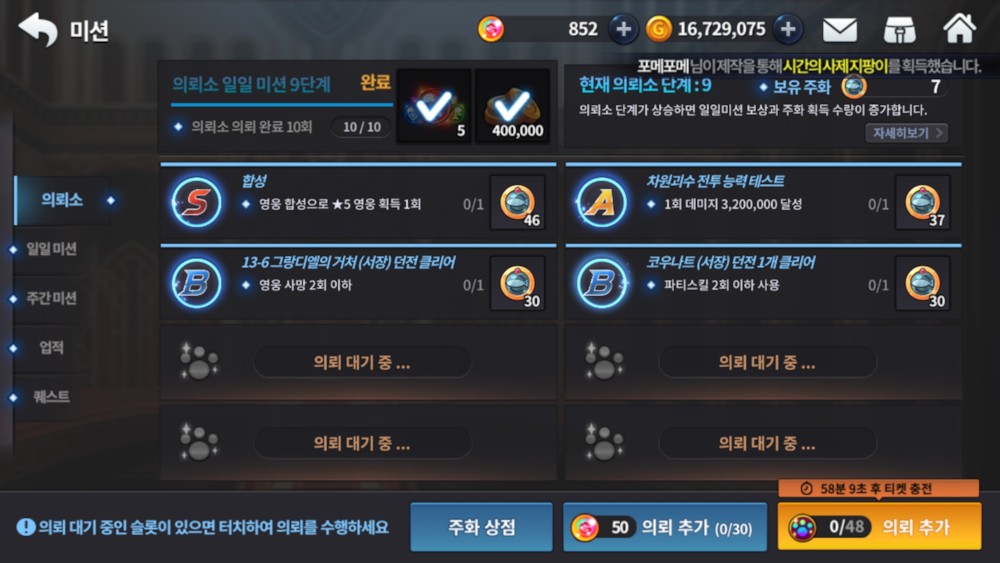 미션
852
G 16,729,075
포메포메님이 제작을 통해 시간의 사제 지팡이를 획득했습니다.
의뢰소 일일 미션 9단계
완료
의뢰소 의뢰 완료 10회
10 / 10
5
400,000
현재 의뢰소 단계 : 9
보유 주화
7
의뢰소 단계가 상승하면 일일미션 보상과 주화 획득 수량이 증가합니다.
자세히보기
의뢰소
일일 미션
주간 미션
업적
퀘스트
S
합성
영웅 합성으로 ★5 영웅 획득 1회
0/1
46
A
차원괴수 전투 능력 테스트
1회 데미지 3,200,000 달성
0/1
37
B
13-6 그랑디엘의 거처 (서장) 던전 클리어
영웅 사망 2회 이하
0/1
30
B
코우나트 (서장) 던전 1개 클리어
파티스킬 2회 이하 사용
0/1
30
의뢰 대기 중 ...
의뢰 대기 중 ...
의뢰 대기 중 ...
의뢰 대기 중 ...
의뢰 대기 중인 슬롯이 있으면 터치하여 의뢰를 수행하세요
주화 상점
50 의뢰 추가 (0/30)
58분 9초 후 티켓 충전
0/48 의뢰 추가